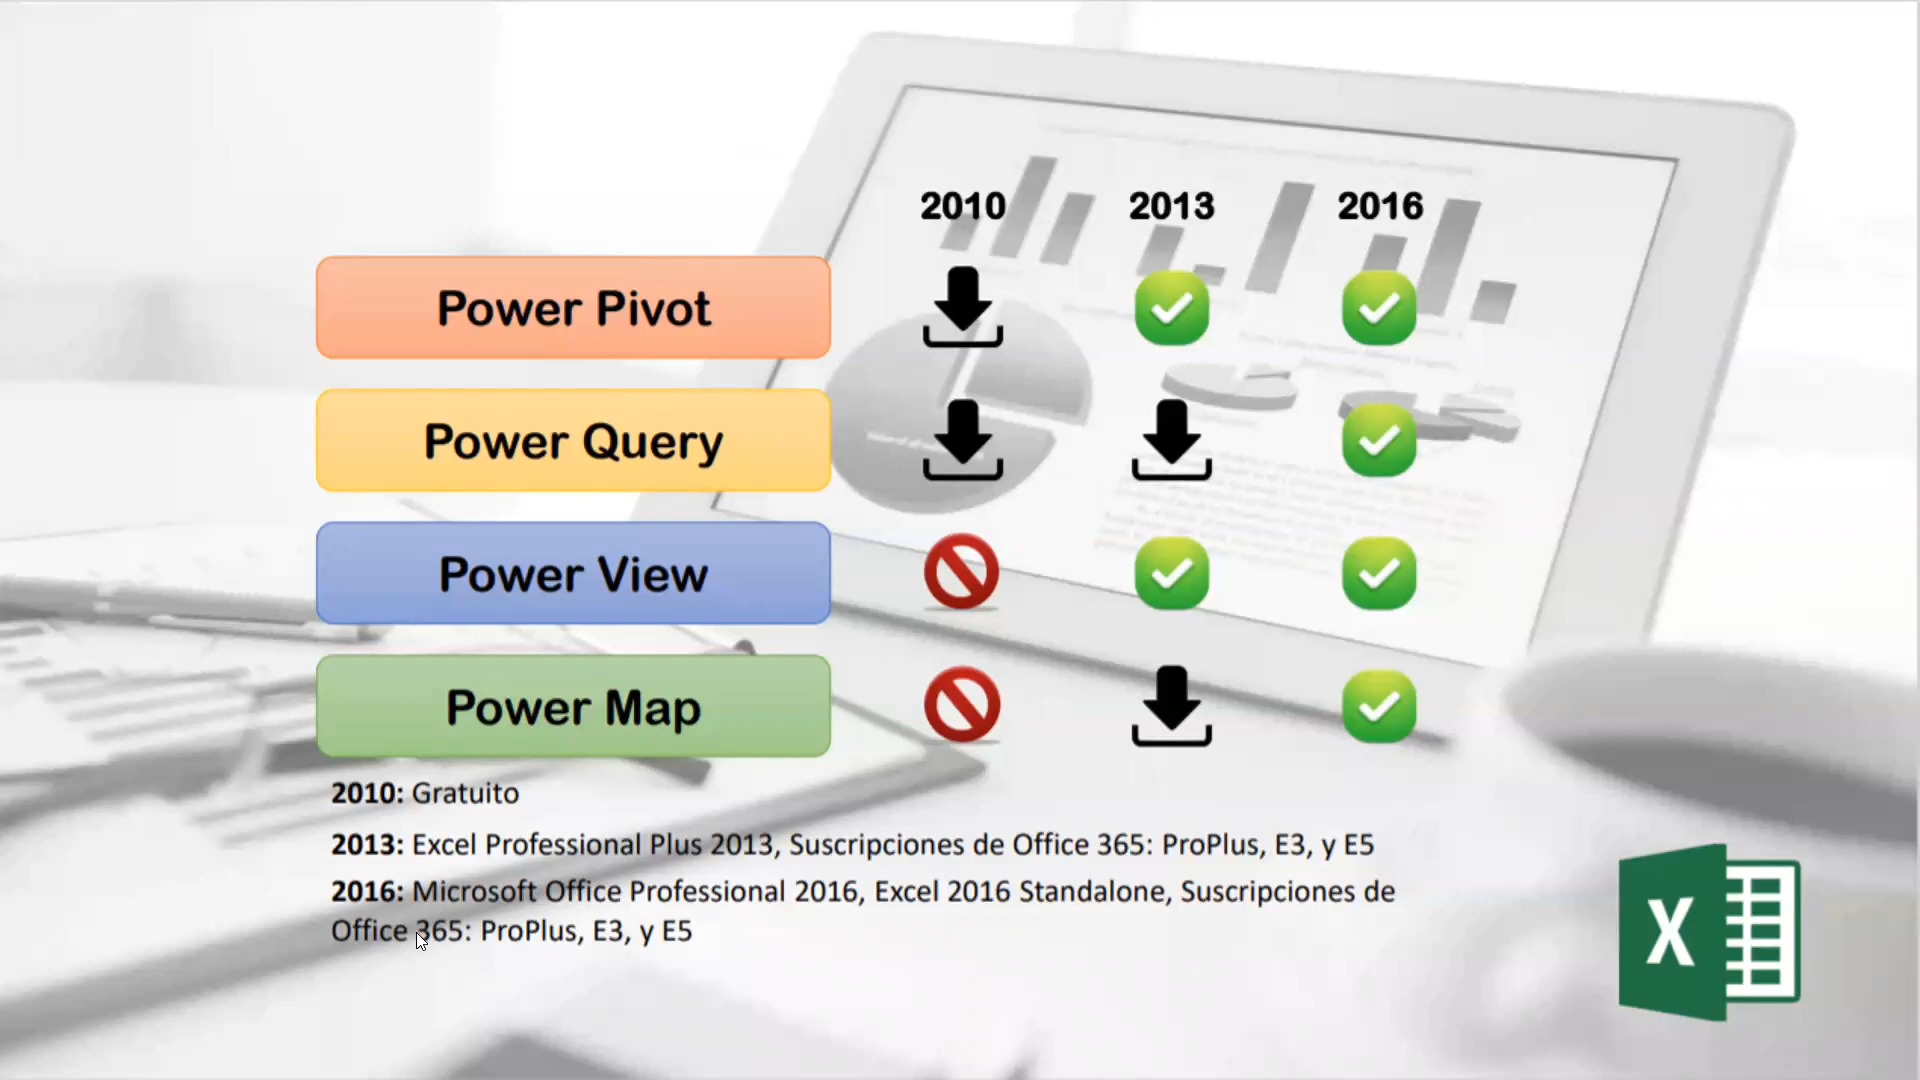 2010 2013 2016
Power Pivot
Power Query
Power View
Power Map
2010: Gratuito
2013: Excel Professional Plus 2013, Suscripciones de Office 365: ProPlus, E3, y E5
2016: Microsoft Office Professional 2016, Excel 2016 Standalone, Suscripciones de
Office 365: ProPlus, E3, y E5
X